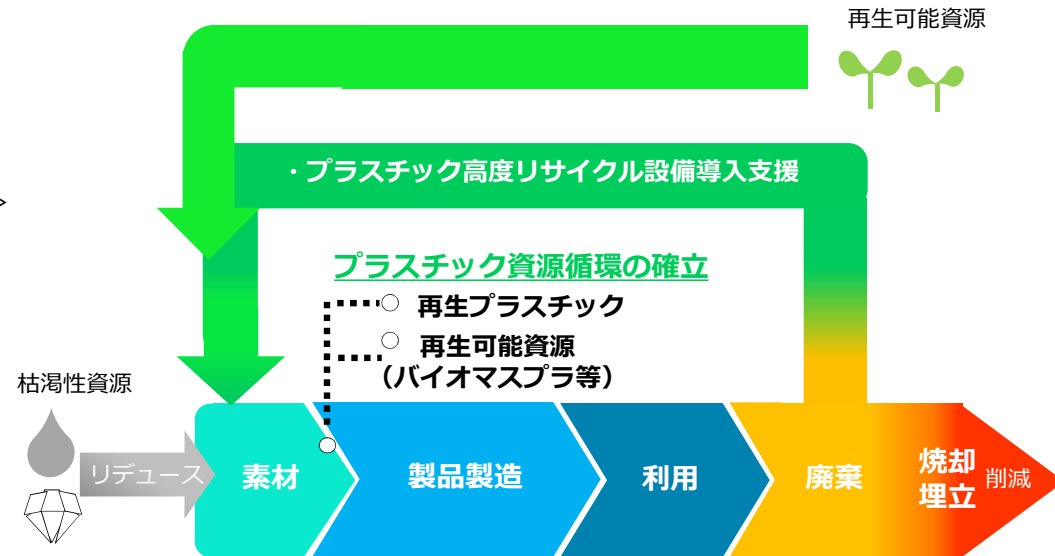 再生可能資源
・プラスチック高度リサイクル設備導入支援
プラスチック資源循環の確立
○ 再生プラスチック
○ 再生可能資源
（バイオマスプラ等）
枯渇性資源
リデュース
素材
製品製造
利用
廃棄
焼却
埋立
削減